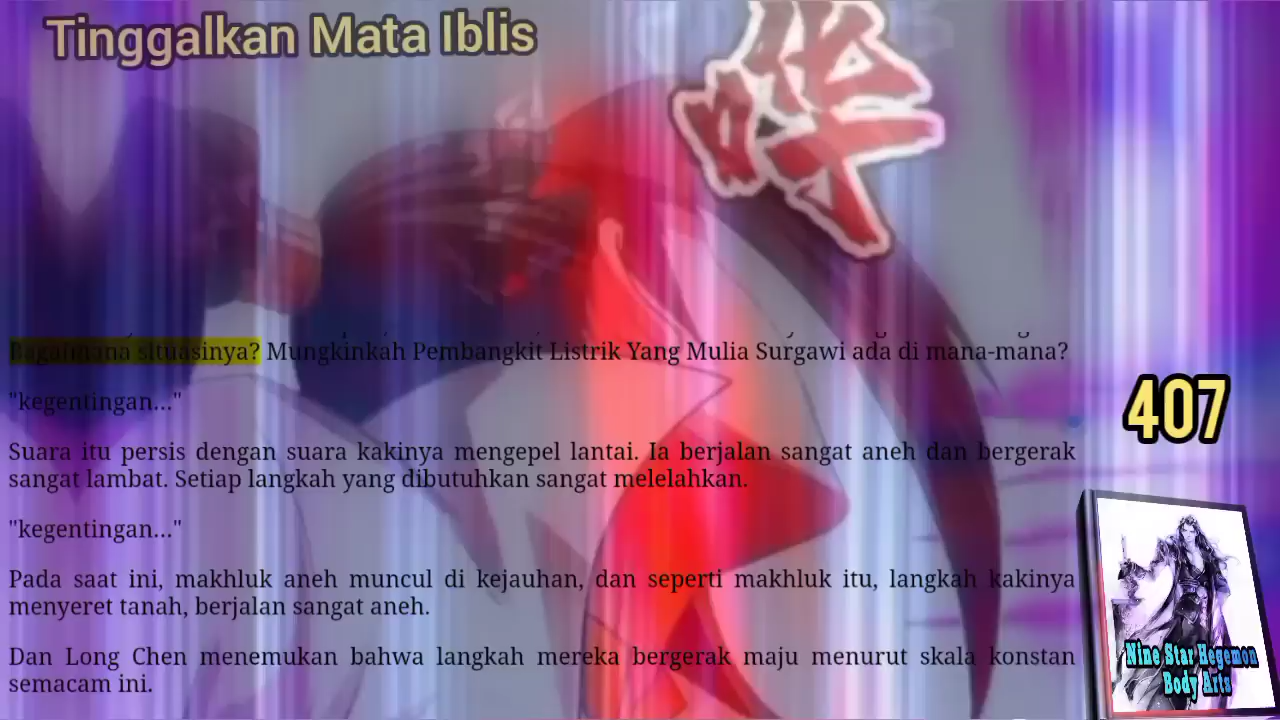 Tinggalkan Mata Iblis
Bagaimana situasinya? Mungkinkah Pembangkit Listrik Yang Mulia Surgawi ada di mana-mana?
"kegentingan..."
Suara itu persis dengan suara kakinya mengepel lantai. Ia berjalan sangat aneh dan bergerak
sangat lambat. Setiap langkah yang dibutuhkan sangat melelahkan.
"kegentingan..."
Pada saat ini, makhluk aneh muncul di kejauhan, dan seperti makhluk itu, langkah kakinya
menyeret tanah, berjalan sangat aneh.
Dan Long Chen menemukan bahwa langkah mereka bergerak maju menurut skala konstan
semacam ini.
407
Nine Star Hegemon
Body Arts